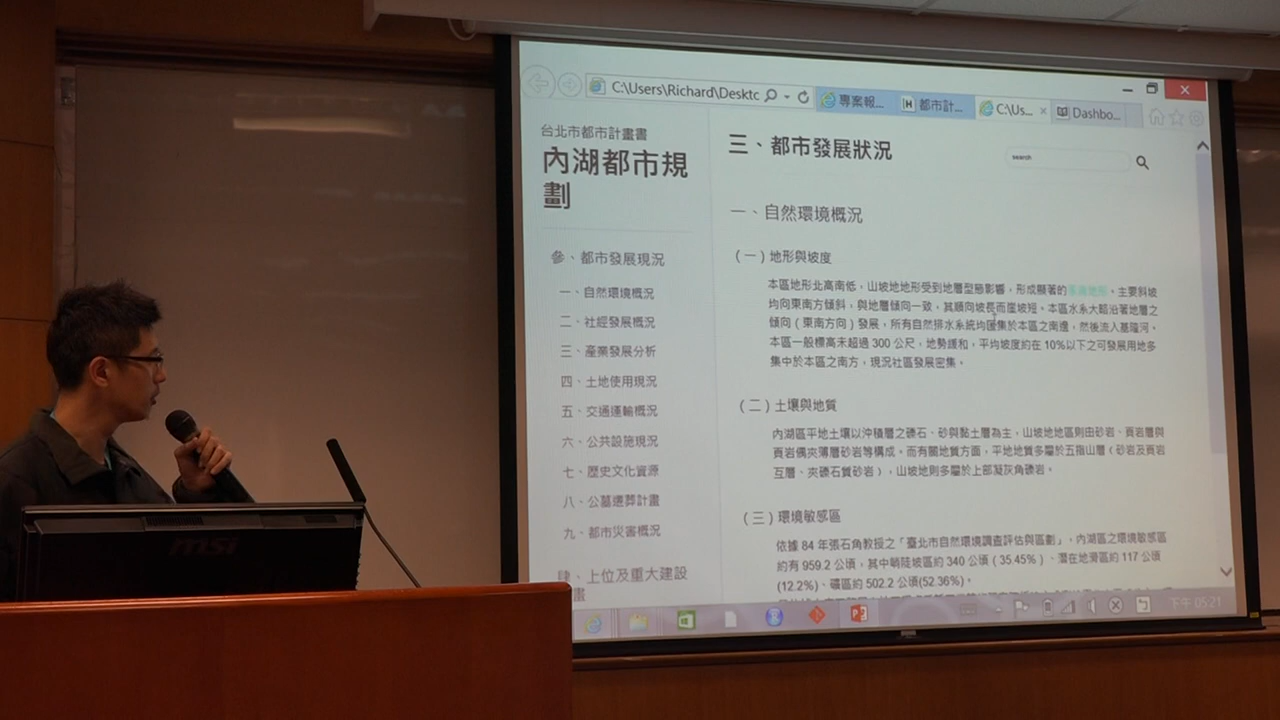 C:\Users\Richard\Desktc
專案報...
都市計...
C:\Us...
Dashbo...
台北市都市計畫書
內湖都市規
劃
參、都市發展現況
一、自然環境概況
二、社經發展概況
三、產業發展分析
四、土地使用現況
五、交通運輸概況
六、公共設施現況
七、歷史文化資源
八、公墓遷葬計畫
九、都市災害概況
肆、上位及重大建設
畫
三、都市發展狀況
search
一、自然環境概況
(一)地形與坡度
本區地形北高南低，山坡地地形受到地層型態影響，形成顯著的。主要斜坡
均向東南方傾斜，與地層傾向一致，其順向坡長而崖坡短。本區水系大略沿著地層之
傾向（東南方向）發展，所有自然排水系統均匯集於本區之南邊，然後流入基隆河。
本區一般標高未超過 300 公尺，地勢緩和，平均坡度約在 10%以下之可發展用地多
集中於本區之南方，現況社區發展密集。
(二)土壤與地質
內湖區平地土壤以沖積層之礫石、砂與黏土層為主，山坡地地區則由砂岩、頁岩層與
頁岩偶夾薄層砂岩等構成。而有關地質方面，平地地質多屬於五指山層（砂岩及頁岩
互層、夾礫石質砂岩），山坡地則多屬於上部凝灰角礫岩。
(三)環境敏感區
依據 84 年張石角教授之「臺北市自然環境調查評估與區劃」，內湖區之環境敏感區
約有 959.2 公頃，其中峭陡坡區約 340 公頃（35.45%）、潛在地滑區約 117 公頃
(12.2%)、礦區約 502.2 公頃(52.36%)。
下午 05:21
msi